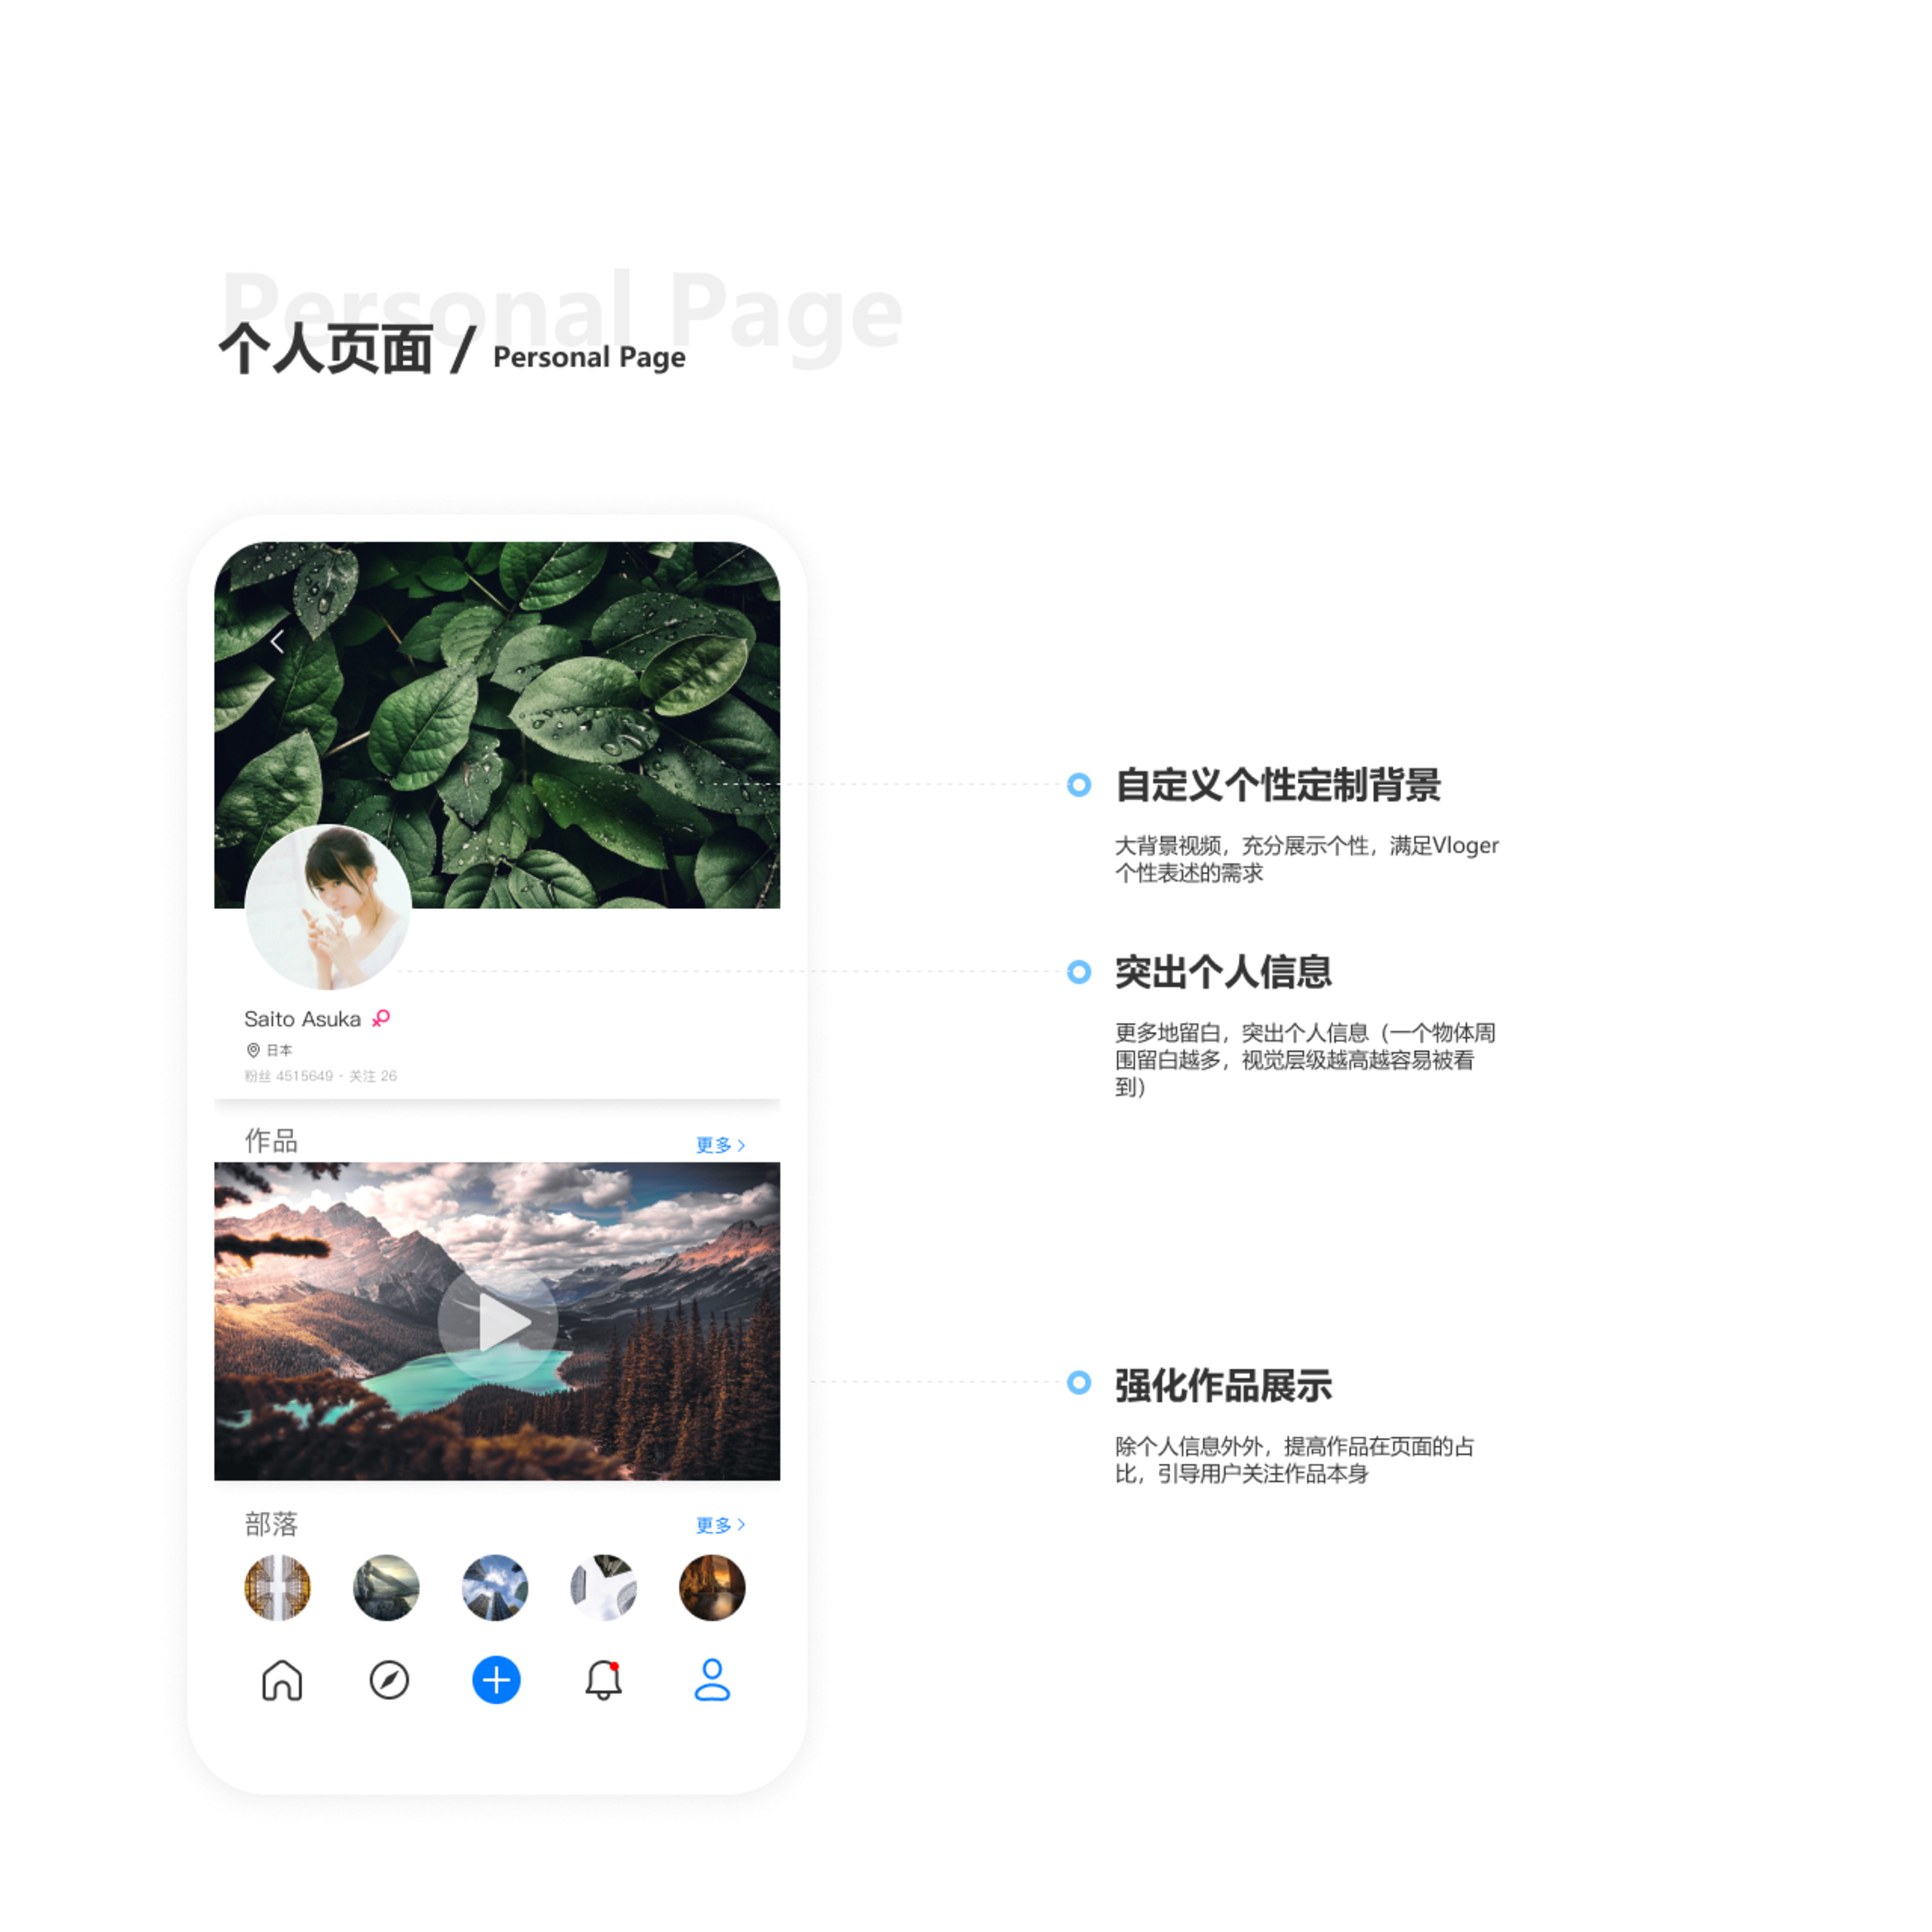 Personal Page
个人页面 / Personal Page
自定义个性定制背景
大背景视频，充分展示个性，满足Vloger
个性表述的需求
突出个人信息
更多地留白，突出个人信息（一个物体周
围留白越多，视觉层级越高越容易被看
到）
Saito Asuka
日本
粉丝 4515649 · 关注 26
作品
更多
强化作品展示
除个人信息外外，提高作品在页面的占
比，引导用户关注作品本身
部落
更多